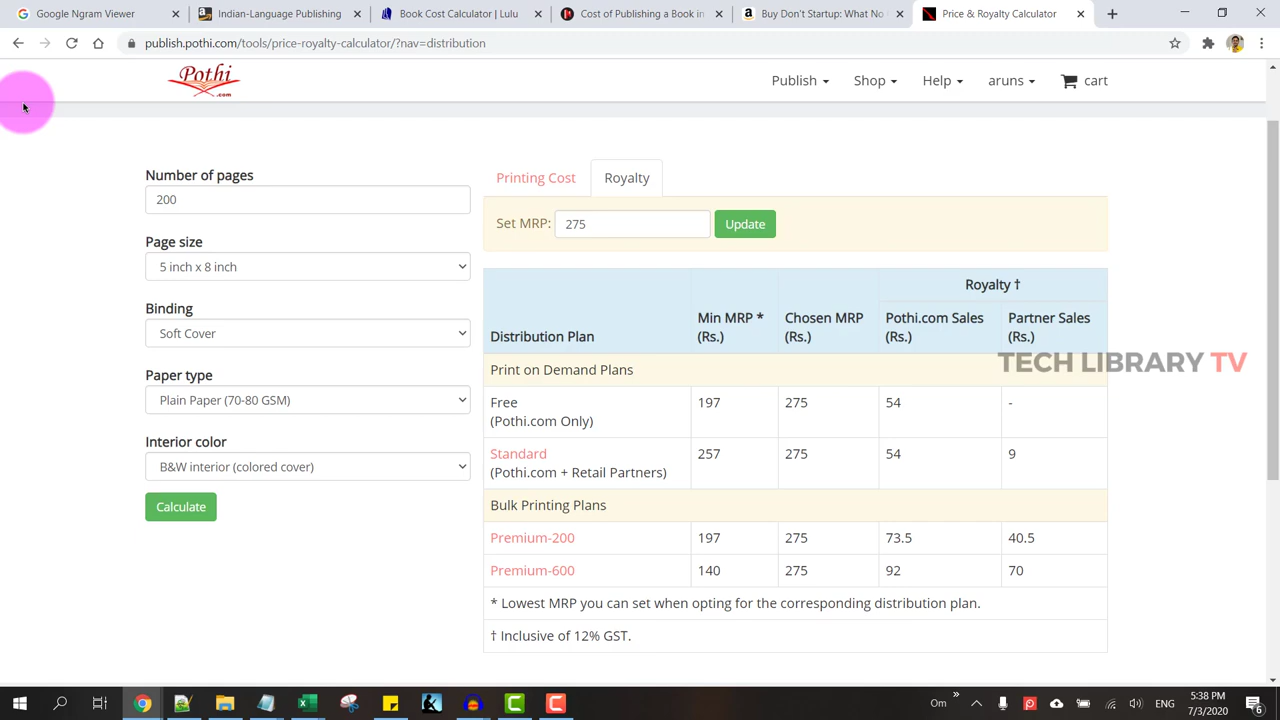 Google Ngram Viewer
Indian-Language Publishing
Book Cost Calculator | Lulu
Cost of Publishing a Book in
Buy Don't Startup: What No
Price & Royalty Calculator
publish.pothi.com/tools/price-royalty-calculator/?nav=distribution
Pothi
.com
Publish
Shop
Help
aruns
cart
Number of pages
200
Page size
5 inch x 8 inch
Binding
Soft Cover
Paper type
Plain Paper (70-80 GSM)
Interior color
B&W interior (colored cover)
Calculate
Printing Cost
Royalty
Set MRP: 275 Update
Royalty †
Distribution Plan
Min MRP *
(Rs.)
Chosen MRP
(Rs.)
Pothi.com Sales
(Rs.)
Partner Sales
(Rs.)
TECH LIBRARY TV
Print on Demand Plans
Free
(Pothi.com Only)
197 275 54 -
Standard
(Pothi.com + Retail Partners)
257 275 54 9
Bulk Printing Plans
Premium-200 197 275 73.5 40.5
Premium-600 140 275 92 70
* Lowest MRP you can set when opting for the corresponding distribution plan.
† Inclusive of 12% GST.
Om
ENG
5:38 PM
7/3/2020
6